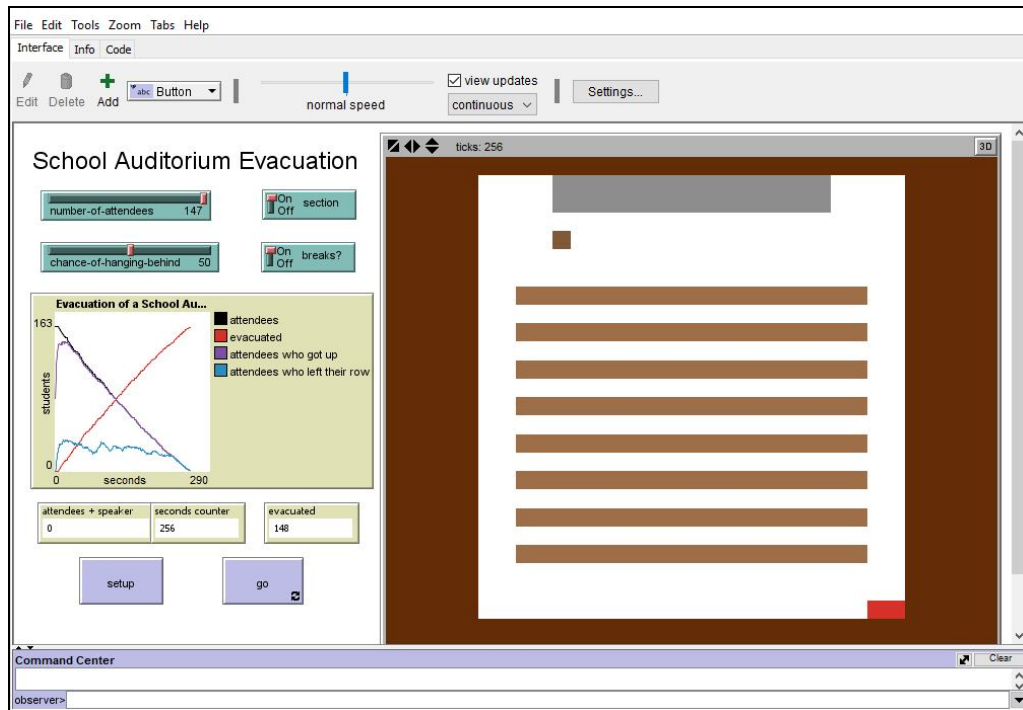 File Edit Tools Zoom Tabs Help
Interface Info Code
Edit Delete Add abc Button normal speed view updates continuous Settings...
School Auditorium Evacuation
ticks: 256 3D
number-of-attendees 147 On Off section
chance-of-hanging-behind 50 On Off breaks?
Evacuation of a School Au...
163
students
0
0 seconds 290
attendees
evacuated
attendees who got up
attendees who left their row
attendees + speaker seconds counter evacuated
0 256 148
setup go
Command Center Clear
observer>